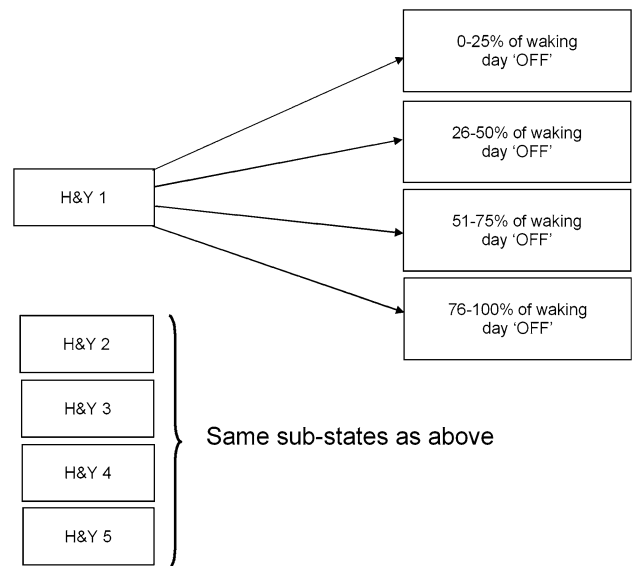 0-25% of waking
day ‘OFF’
26-50% of waking
day ‘OFF’
H&Y 1
51-75% of waking
day ‘OFF’
76-100% of waking
day ‘OFF’
H&Y 2
H&Y 3
Same sub-states as above
H&Y 4
H&Y 5